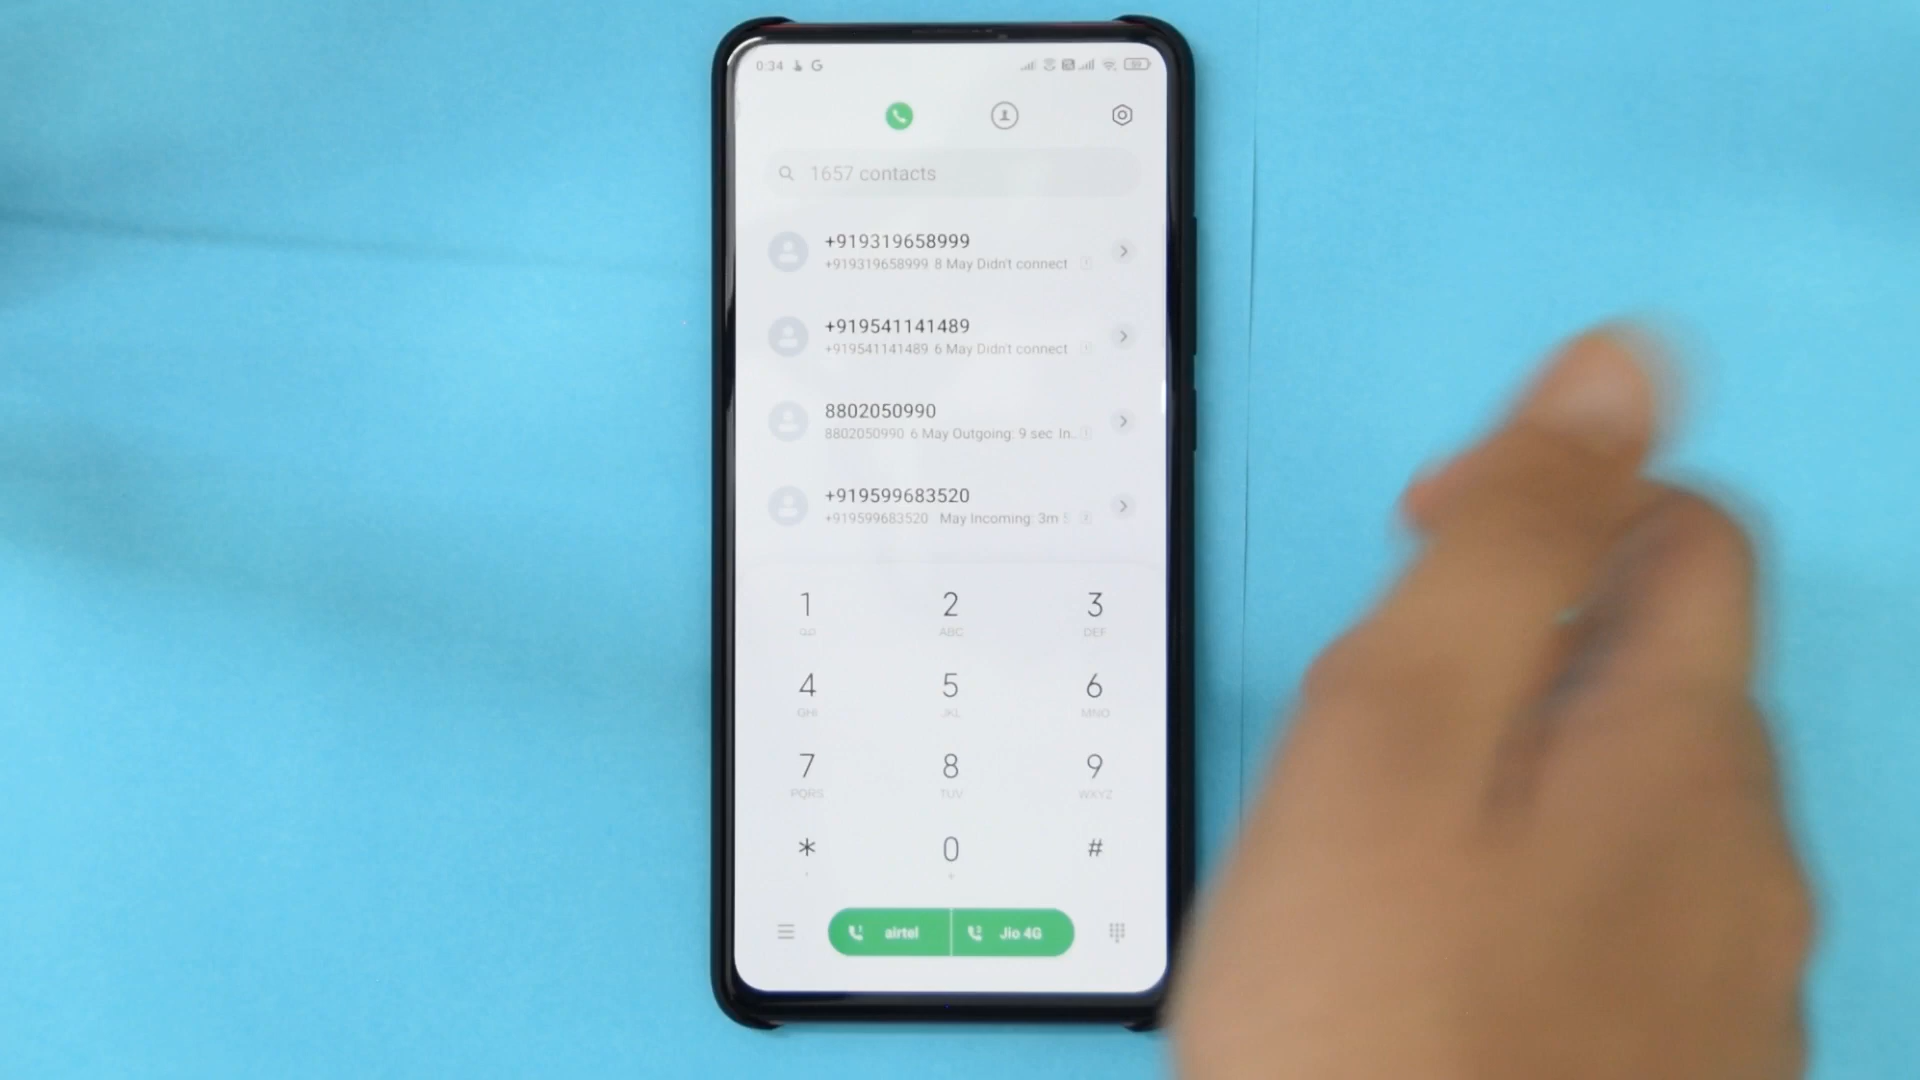 0:34 G 59
1657 contacts
+919319658999
+919319658999 8 May Didn't connect
+919541141489
+919541141489 6 May Didn't connect
8802050990
8802050990 6 May Outgoing: 9 sec In...
+919599683520
+919599683520 May Incoming: 3m 5
1 2 3
ABC DEF
4 5 6
GHI JKL MNO
7 8 9
PQRS TUV WXYZ
* 0 #
, +
airtel Jio 4G